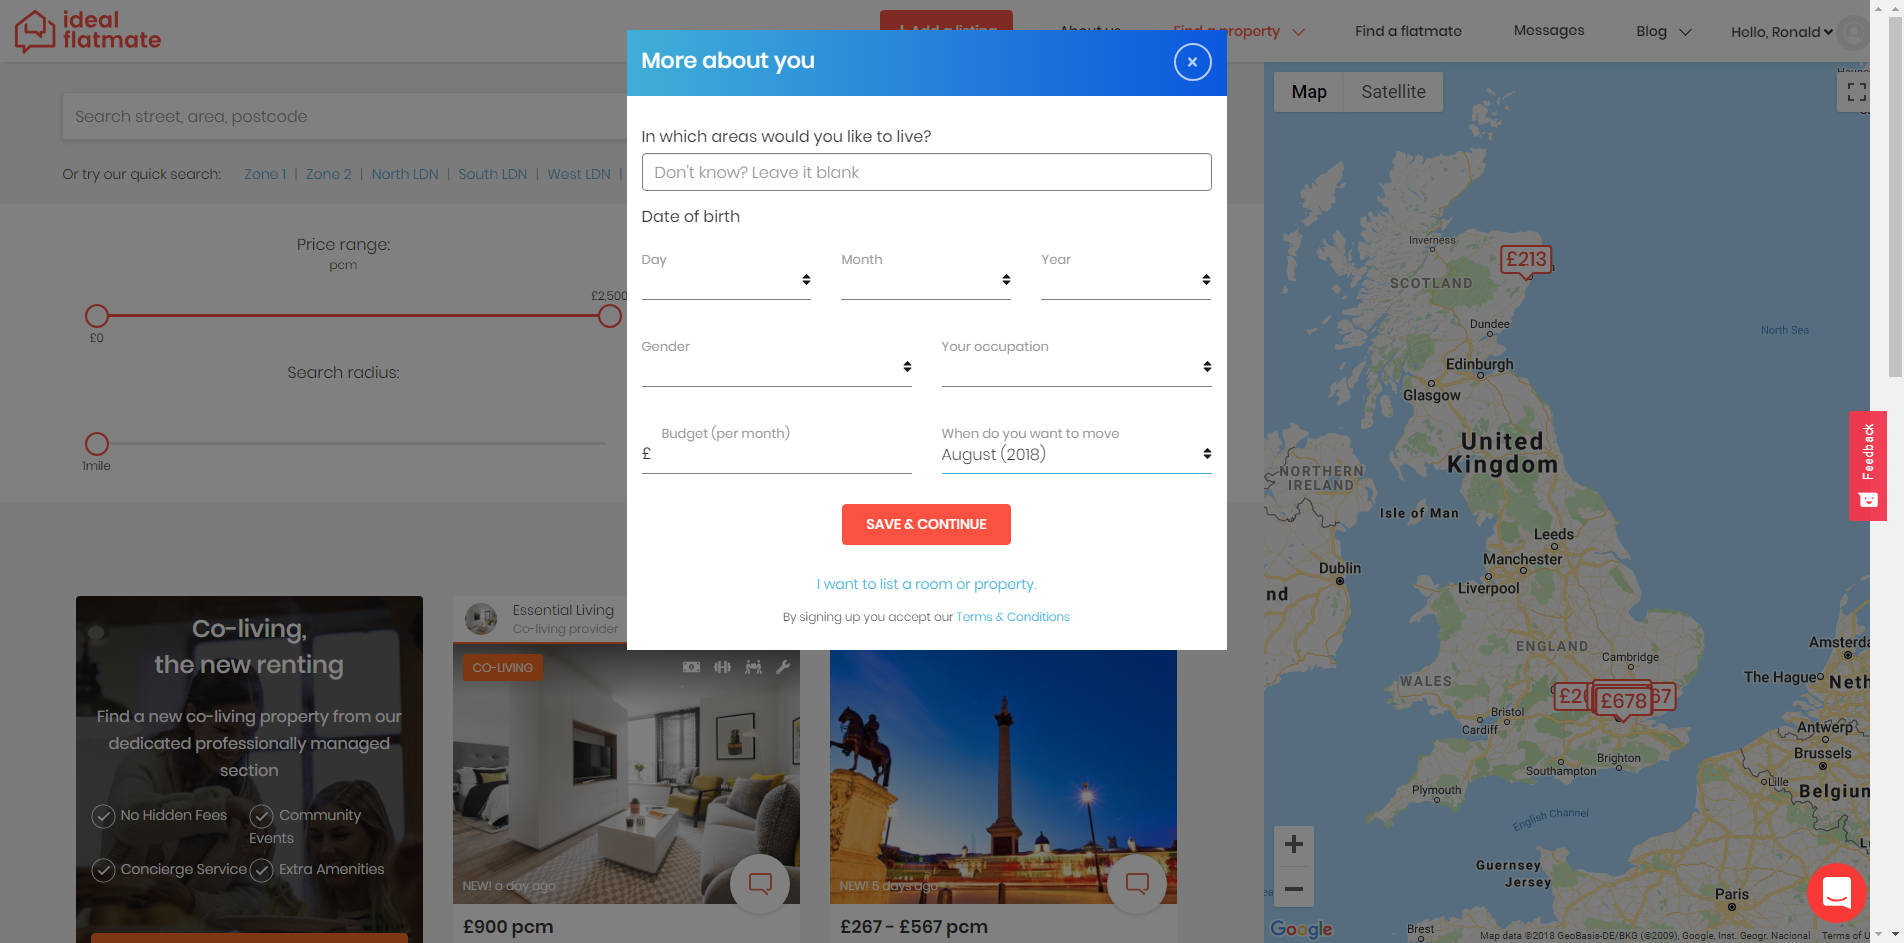 ideal
flatmate
About us
Find a property
Find a flatmate
Messages
Blog
Hello, Ronald
Search street, area, postcode
Or try our quick search: Zone 1 | Zone 2 | North LDN | South LDN | West LDN |
Price range:
pcm
£2,500
£0
Search radius:
1mile
More about you
×
In which areas would you like to live?
Don't know? Leave it blank
Date of birth
Day
Month
Year
Gender
Your occupation
Budget (per month)
£
When do you want to move
August (2018)
SAVE & CONTINUE
I want to list a room or property.
By signing up you accept our Terms & Conditions
Co-living,
the new renting
Find a new co-living property from our
dedicated professionally managed
section
No Hidden Fees
Community
Events
Concierge Service
Extra Amenities
Essential Living
Co-living provider
CO-LIVING
NEW! a day ago
£900 pcm
NEW! 5 days ago
£267 - £567 pcm
Map
Satellite
Inverness
£213
SCOTLAND
Dundee
North Sea
Edinburgh
Glasgow
United
Kingdom
NORTHERN
IRELAND
Isle of Man
Leeds
Manchester
Dublin
Liverpool
nd
ENGLAND
Cambridge
WALES
£678
67
Bristol
Cardiff
Brighton
Southampton
Plymouth
English Channel
Amsterda
The Hague
Neth
Antwerp
Brussels
Lille
Belgium
Guernsey
Jersey
Paris
Brest
Google
Map data ©2018 GeoBasis-DE/BKG (©2009), Google, Inst. Geogr. Nacional
Terms of U
Feedback